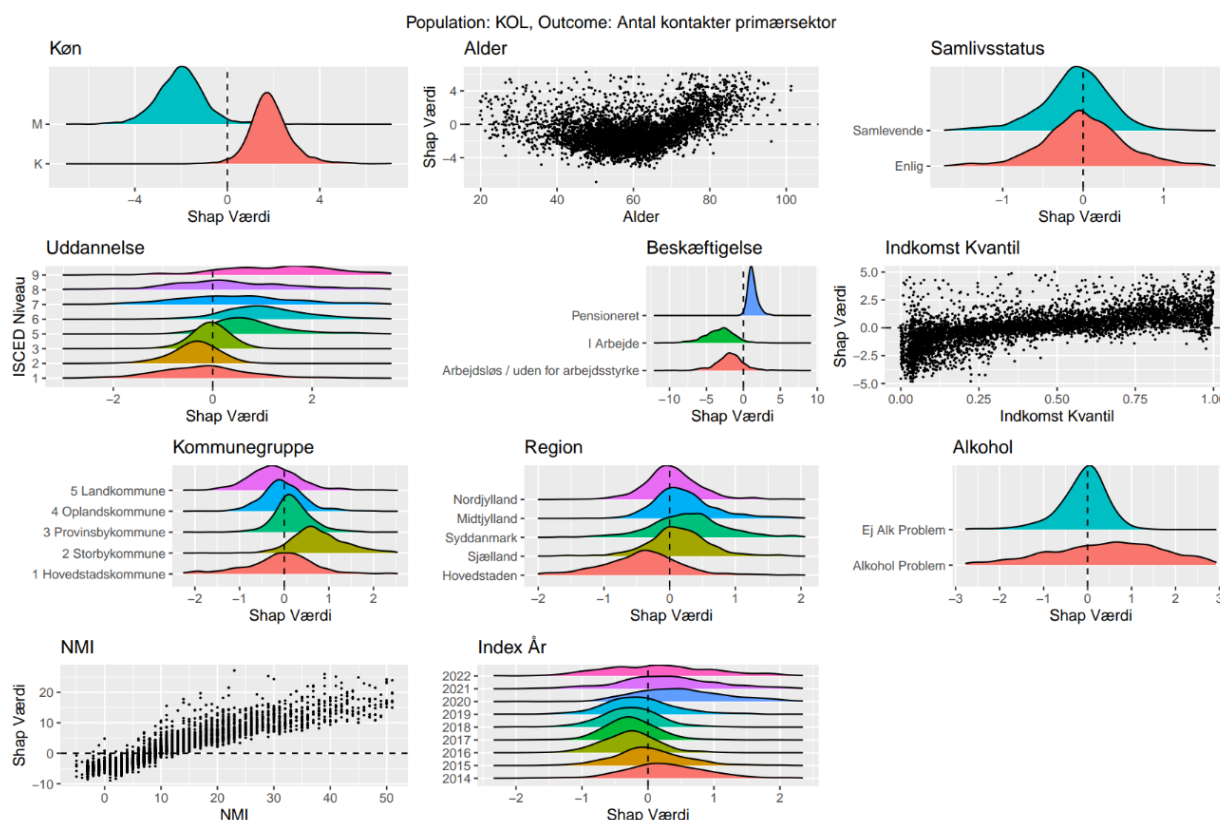 Population: KOL, Outcome: Antal kontakter primærsektor
Køn
M
K
−4 0 4
Shap Værdi
Alder
Shap Værdi
4
0
−4
20 40 60 80 100
Alder
Samlivsstatus
Samlevende
Enlig
−1 0 1
Shap Værdi
Uddannelse
ISCED Niveau
9
8
7
6
5
3
2
1
−2 0 2
Shap Værdi
Beskæftigelse
Pensioneret
I Arbejde
Arbejdsløs / uden for arbejdsstyrke
−10 −5 0 5 10
Shap Værdi
Indkomst Kvantil
Shap Værdi
5.0
2.5
0.0
−2.5
−5.0
0.00 0.25 0.50 0.75 1.00
Indkomst Kvantil
Kommunegruppe
5 Landkommune
4 Oplandskommune
3 Provinsbykommune
2 Storbykommune
1 Hovedstadskommune
−2 −1 0 1 2
Shap Værdi
Region
Nordjylland
Midtjylland
Syddanmark
Sjælland
Hovedstaden
−2 −1 0 1 2
Shap Værdi
Alkohol
Ej Alk Problem
Alkohol Problem
−3 −2 −1 0 1 2 3
Shap Værdi
NMI
Shap Værdi
20
10
0
−10
0 10 20 30 40 50
NMI
Index År
2022
2021
2020
2019
2018
2017
2016
2015
2014
−2 −1 0 1 2
Shap Værdi